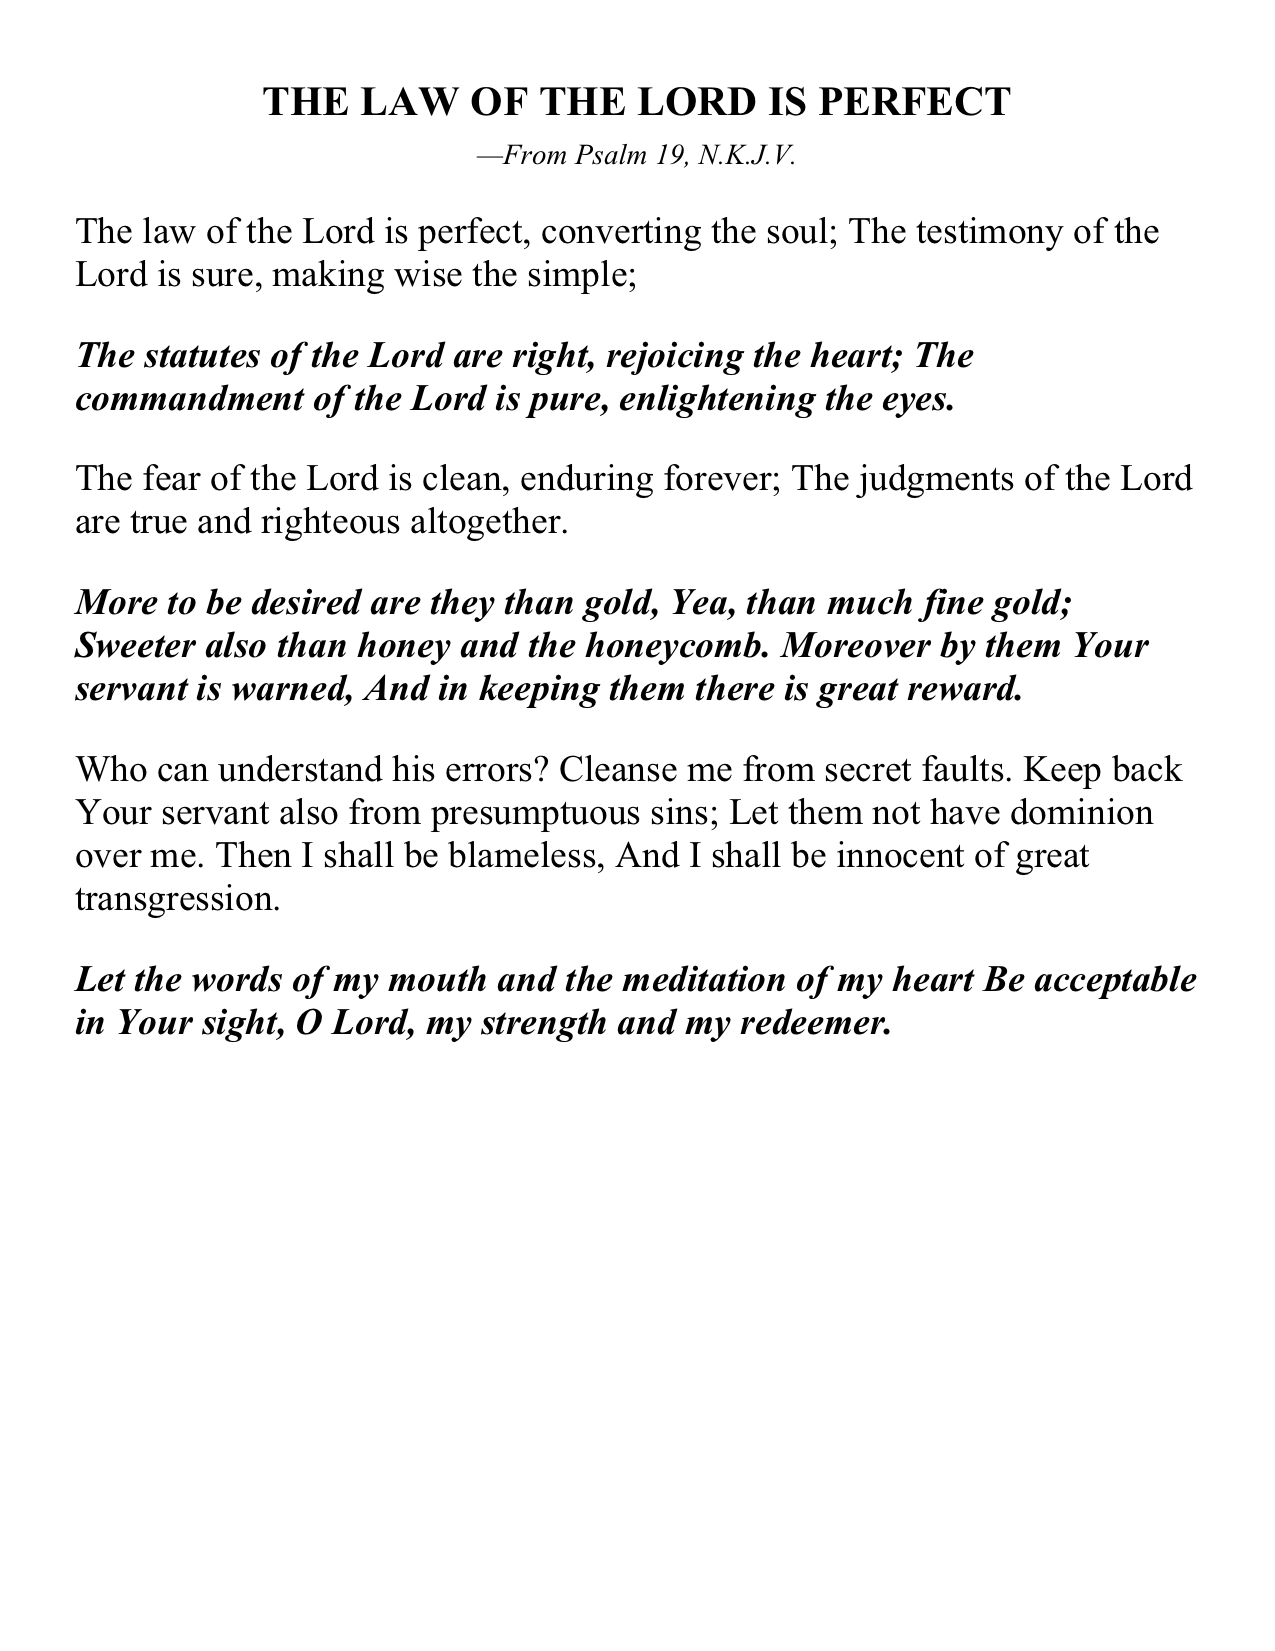 THE LAW OF THE LORD IS PERFECT
—From Psalm 19, N.K.J.V.
The law of the Lord is perfect, converting the soul; The testimony of the
Lord is sure, making wise the simple;
The statutes of the Lord are right, rejoicing the heart; The
commandment of the Lord is pure, enlightening the eyes.
The fear of the Lord is clean, enduring forever; The judgments of the Lord
are true and righteous altogether.
More to be desired are they than gold, Yea, than much fine gold;
Sweeter also than honey and the honeycomb. Moreover by them Your
servant is warned, And in keeping them there is great reward.
Who can understand his errors? Cleanse me from secret faults. Keep back
Your servant also from presumptuous sins; Let them not have dominion
over me. Then I shall be blameless, And I shall be innocent of great
transgression.
Let the words of my mouth and the meditation of my heart Be acceptable
in Your sight, O Lord, my strength and my redeemer.